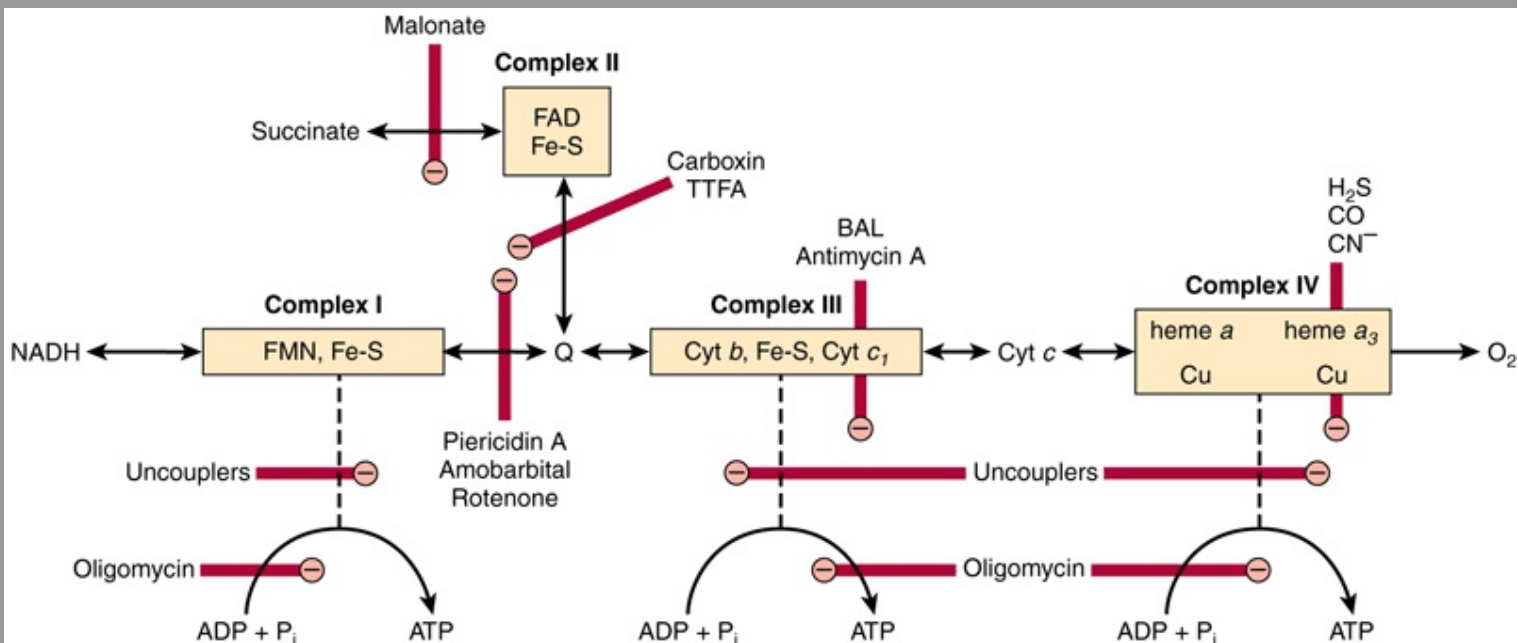 Malonate
Complex II
FAD
Fe-S
Succinate
Carboxin
TTFA
H₂S
CO
CN⁻
BAL
Antimycin A
Complex I
Complex III
Complex IV
NADH
FMN, Fe-S
Q
Cyt b, Fe-S, Cyt c₁
Cyt c
heme a
heme a₃
Cu
Cu
O₂
Piericidin A
Amobarbital
Rotenone
Uncouplers
Uncouplers
Oligomycin
Oligomycin
ADP + Pᵢ
ATP
ADP + Pᵢ
ATP
ADP + Pᵢ
ATP